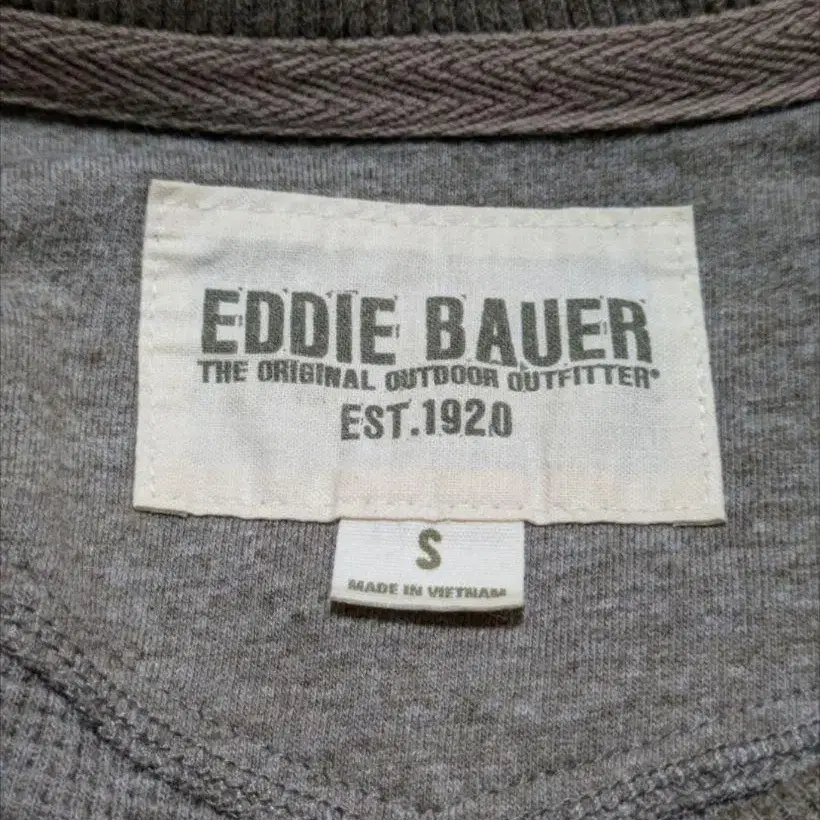 EDDIE BAUER
THE ORIGINAL OUTDOOR OUTFITTER®
EST.1920
S
MADE IN VIETNAM